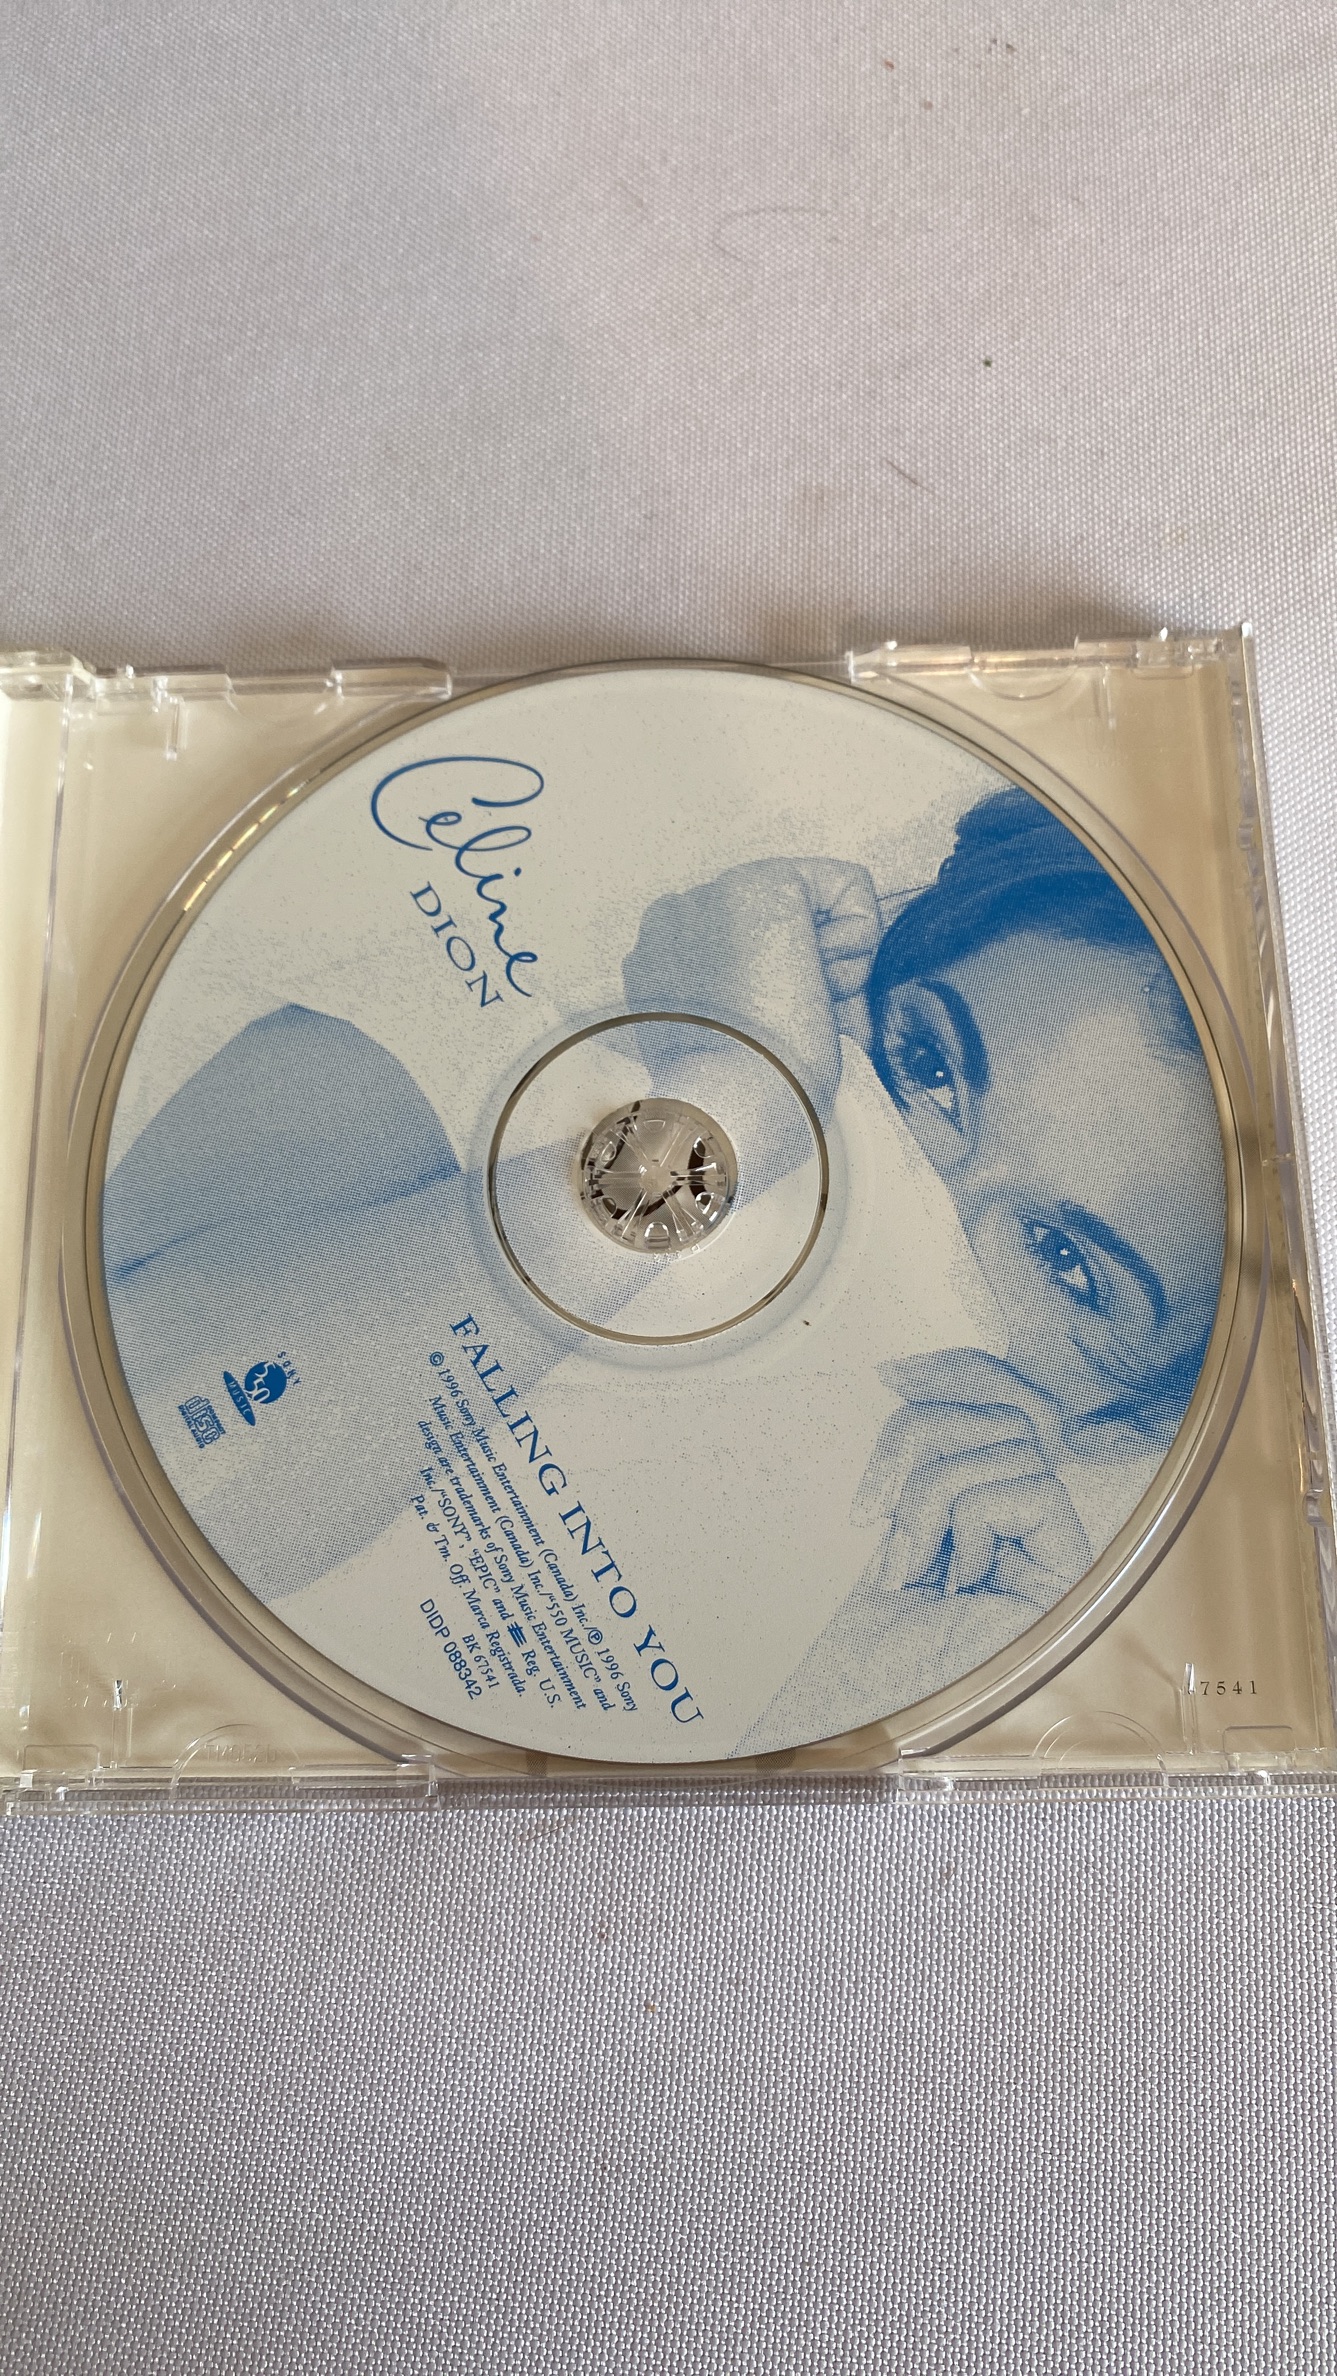 Celine
DION
FALLING INTO YOU
© 1996 Sony Music Entertainment (Canada) Inc./℗ 1996 Sony
Music Entertainment (Canada) Inc./"550 MUSIC" and
design are trademarks of Sony Music Entertainment
Inc./"SONY", "EPIC" and Reg. U.S.
Pat. & Tm. Off. Marca Registrada.
BK 67541
DIDP 088342
SONY
550
MUSIC
disc
7541